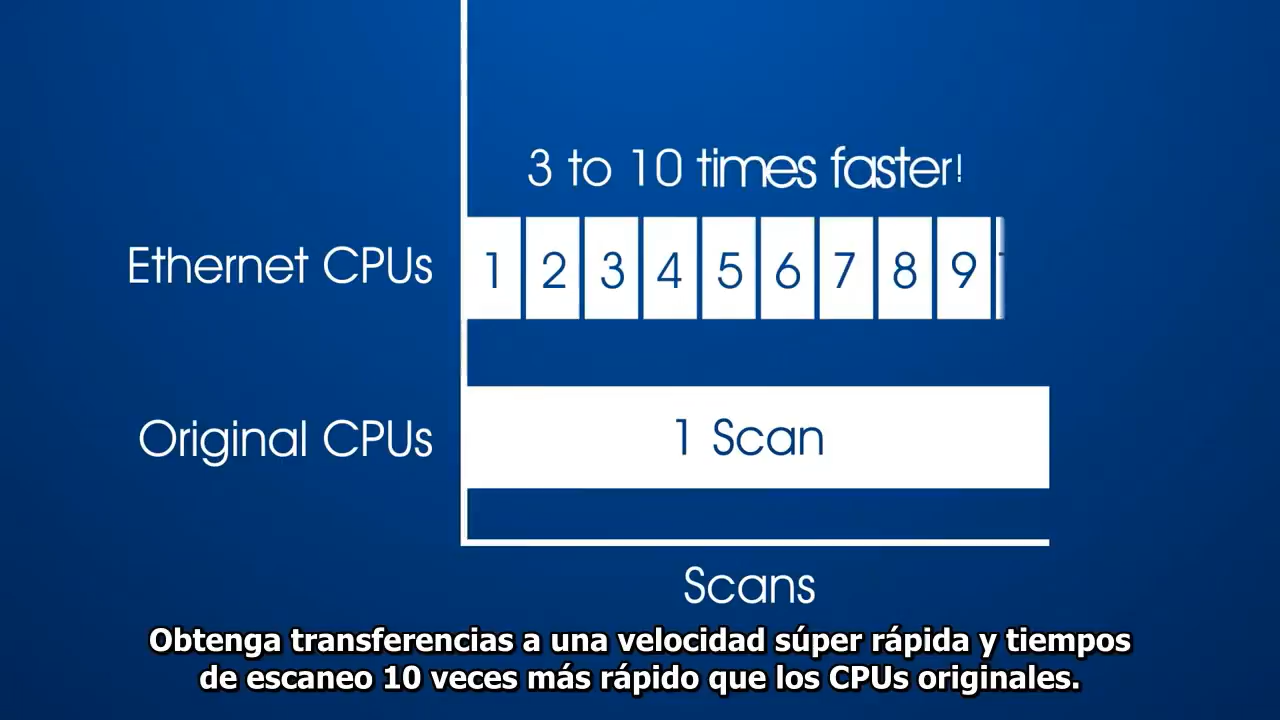 3 to 10 times faster!
Ethernet CPUs 1 2 3 4 5 6 7 8 9
Original CPUs 1 Scan
Scans
Obtenga transferencias a una velocidad súper rápida y tiempos
de escaneo 10 veces más rápido que los CPUs originales.